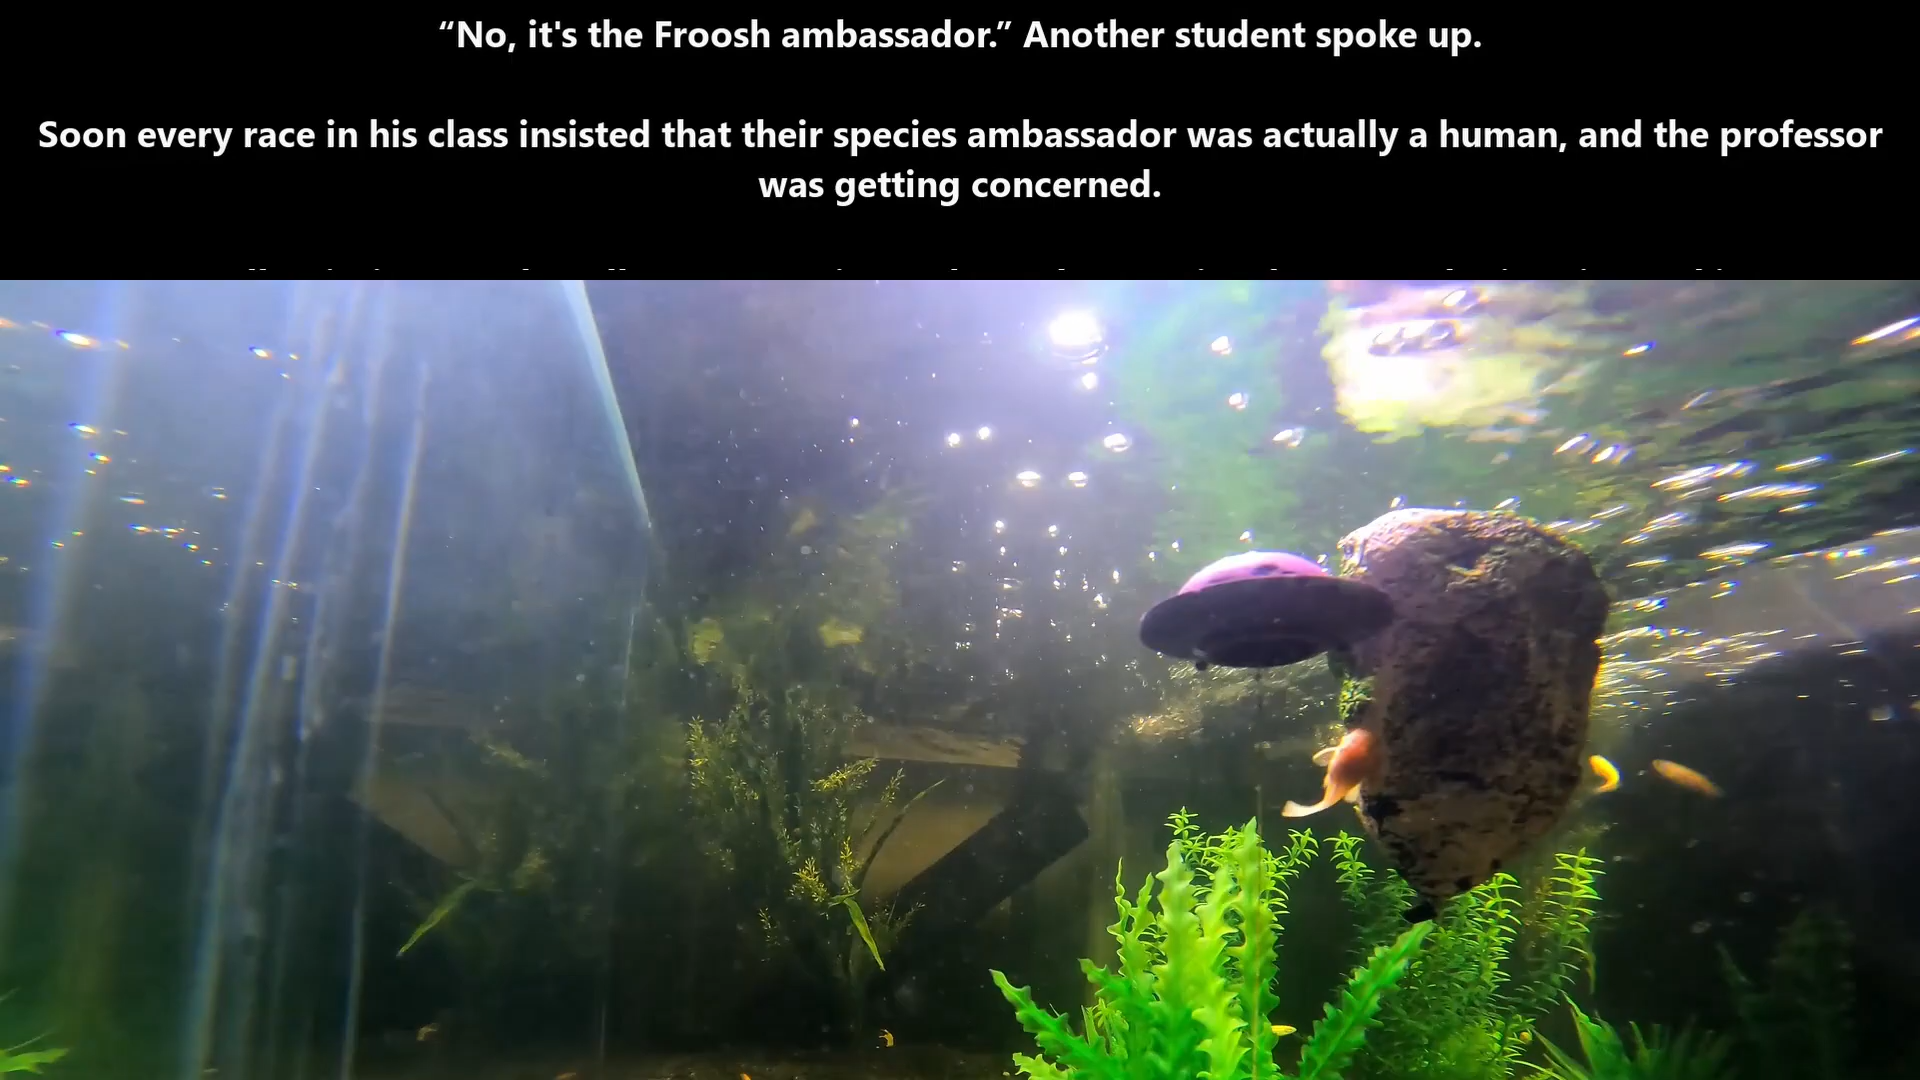 “No, it's the Froosh ambassador.” Another student spoke up.
Soon every race in his class insisted that their species ambassador was actually a human, and the professor
was getting concerned.